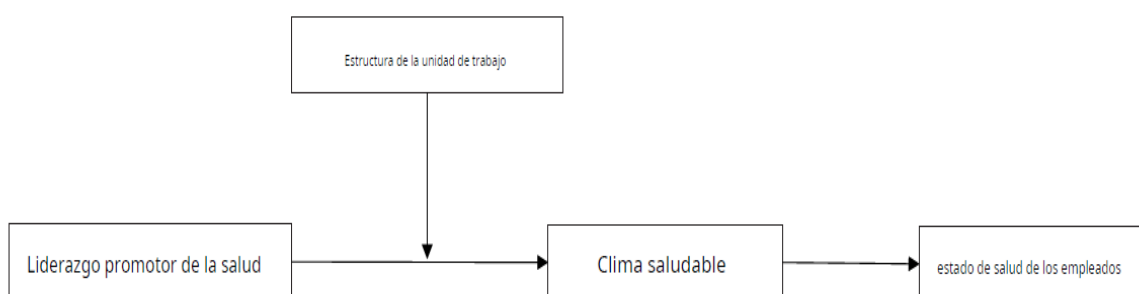 Estructura de la unidad de trabajo
Liderazgo promotor de la salud
Clima saludable
estado de salud de los empleados